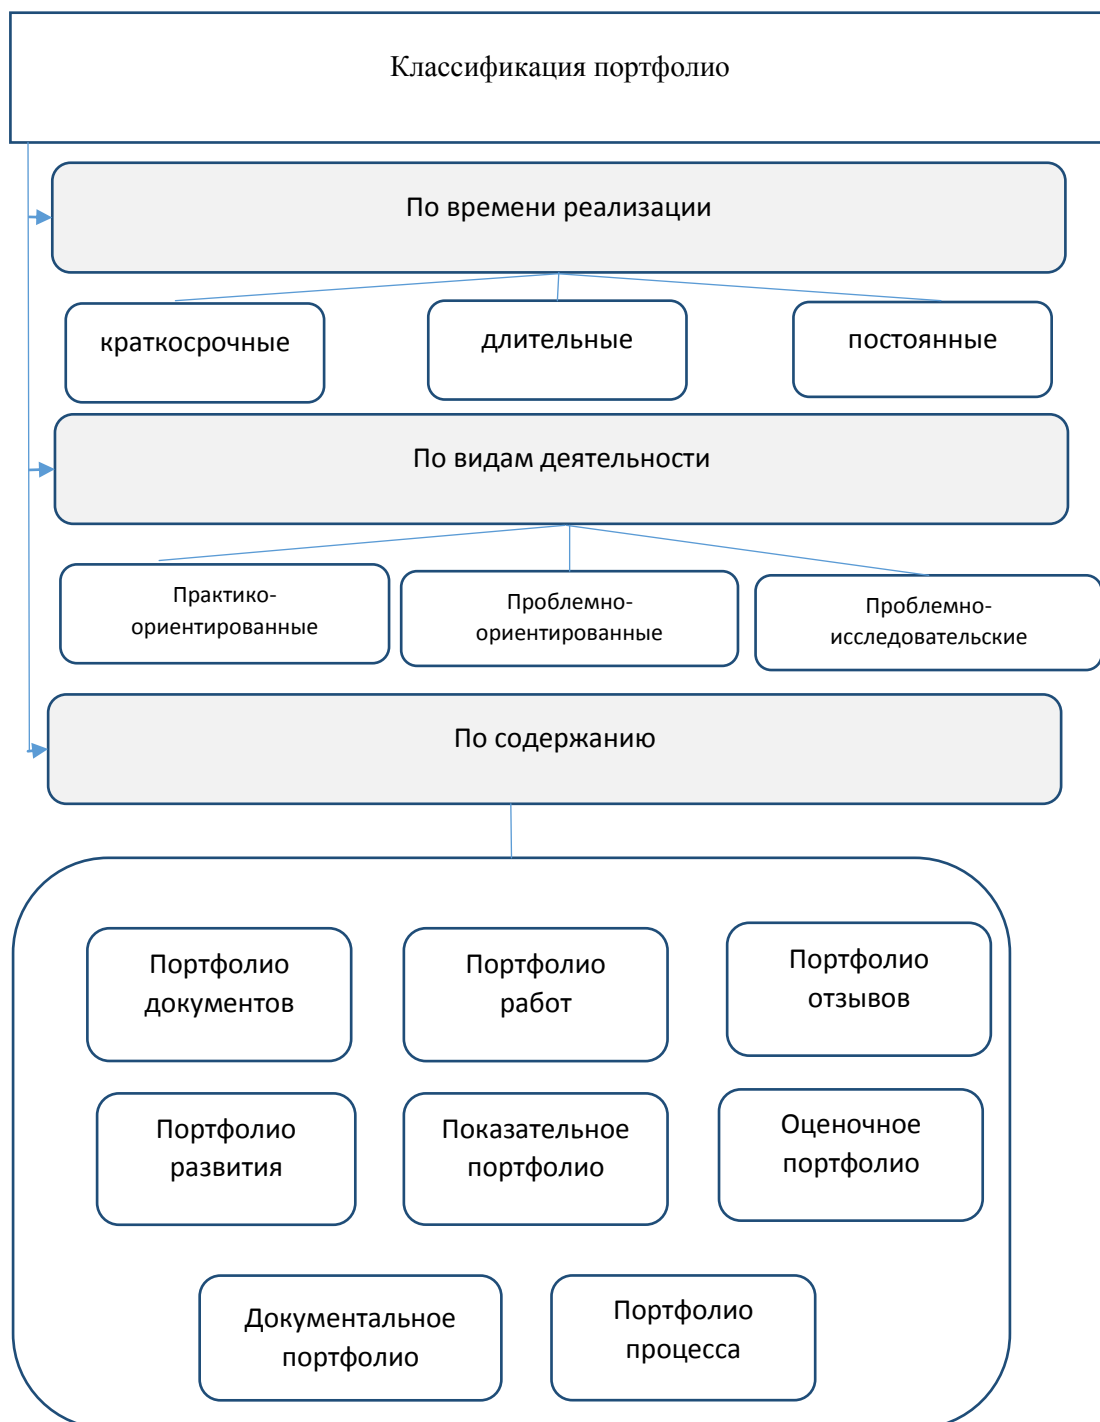 Классификация портфолио
По времени реализации
краткосрочные
длительные
постоянные
По видам деятельности
Практико-
ориентированные
Проблемно-
ориентированные
Проблемно-
исследовательские
По содержанию
Портфолио
документов
Портфолио
работ
Портфолио
отзывов
Портфолио
развития
Показательное
портфолио
Оценочное
портфолио
Документальное
портфолио
Портфолио
процесса